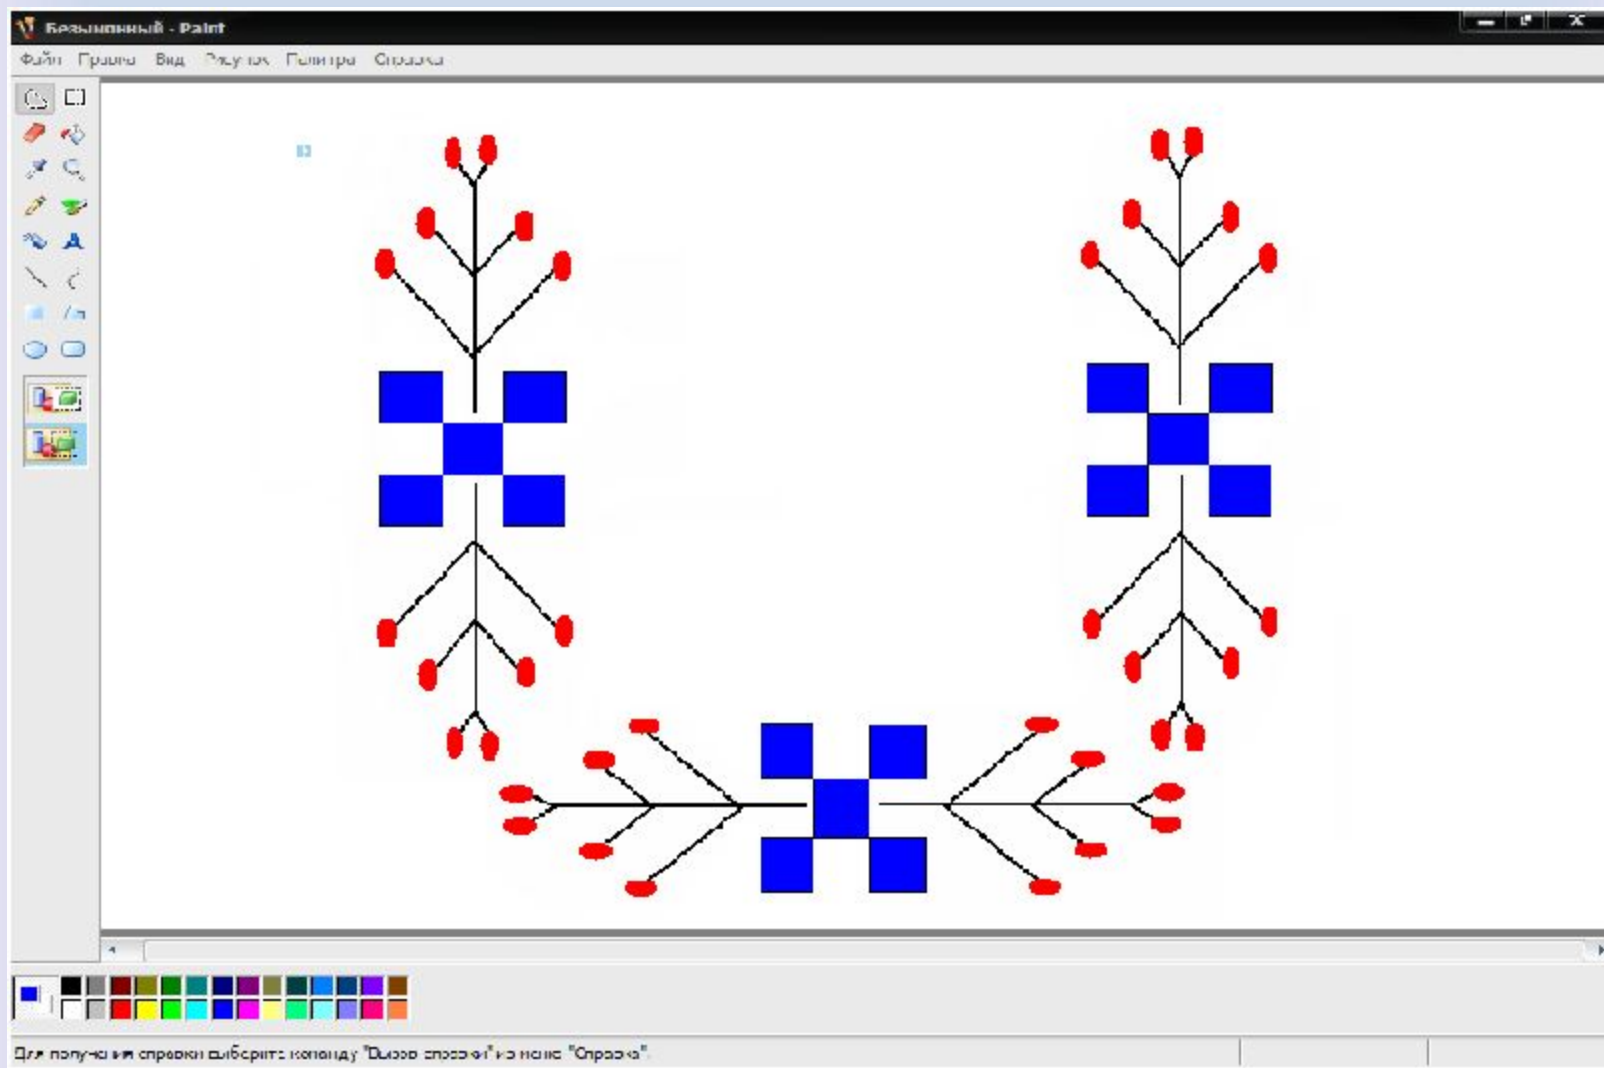 Безымянный - Paint
Файл Правка Вид Рисунок Палитра Справка
Для получения справки выберите команду "Вызов справки" из меню "Справка".